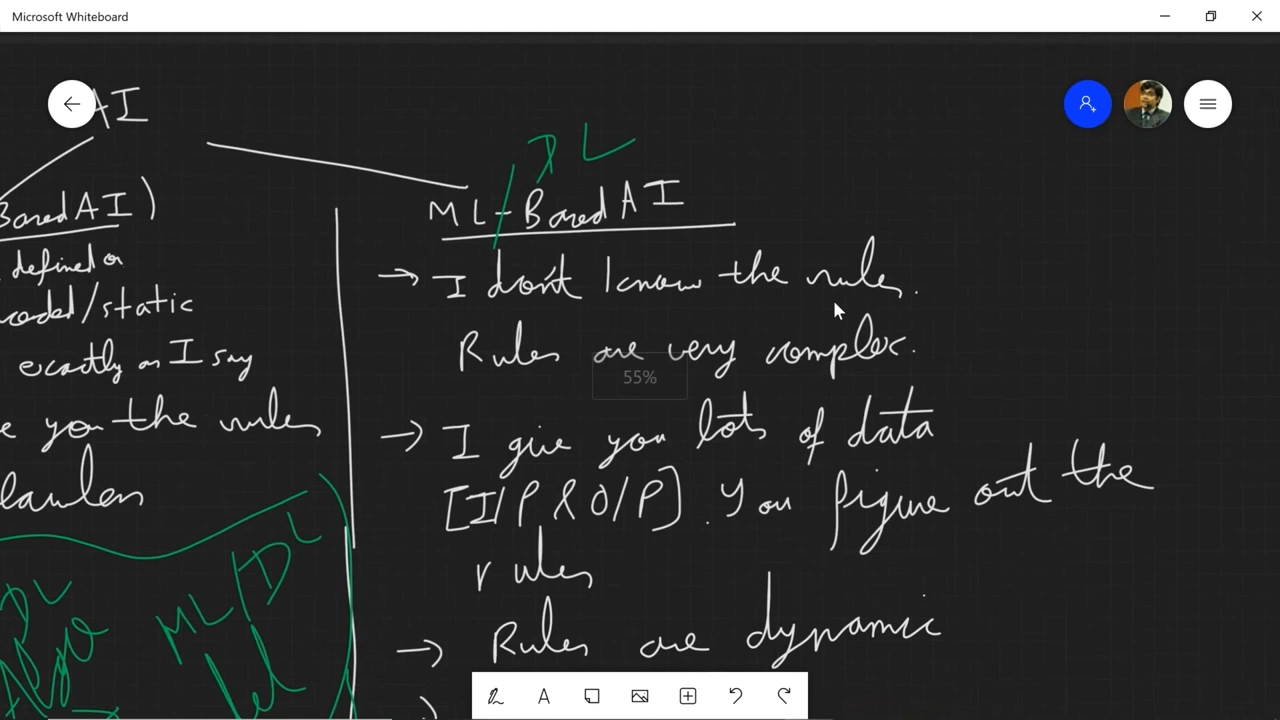 Microsoft Whiteboard
AI
Based AI)
defined or
coded/static
exactly as I say
you the rules
DL
ML/DL
Algo
/DL
ML-Based AI
→ I don't know the rules.
Rules are very complex.
55%
→ I give you lots of data
[I/P & O/P]. You figure out the
rules
→ Rules are dynamic
A